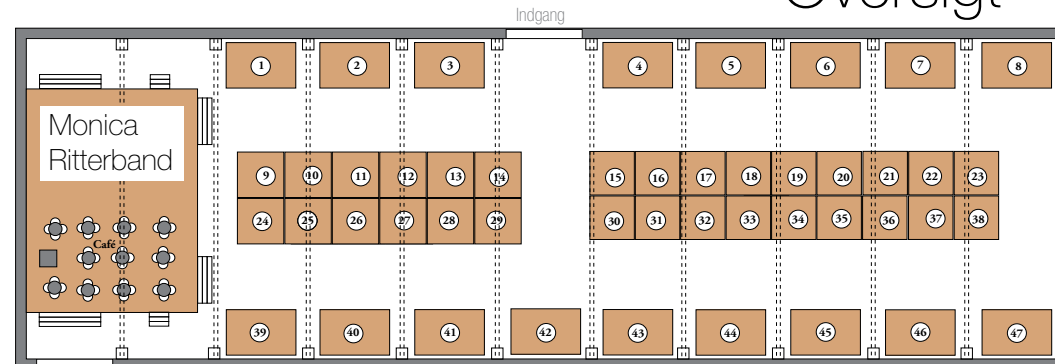 Oversigt
Indgang
1 2 3 4 5 6 7 8
Monica
Ritterband
9 10 11 12 13 14 15 16 17 18 19 20 21 22 23
24 25 26 27 28 29 30 31 32 33 34 35 36 37 38
Café
39 40 41 42 43 44 45 46 47